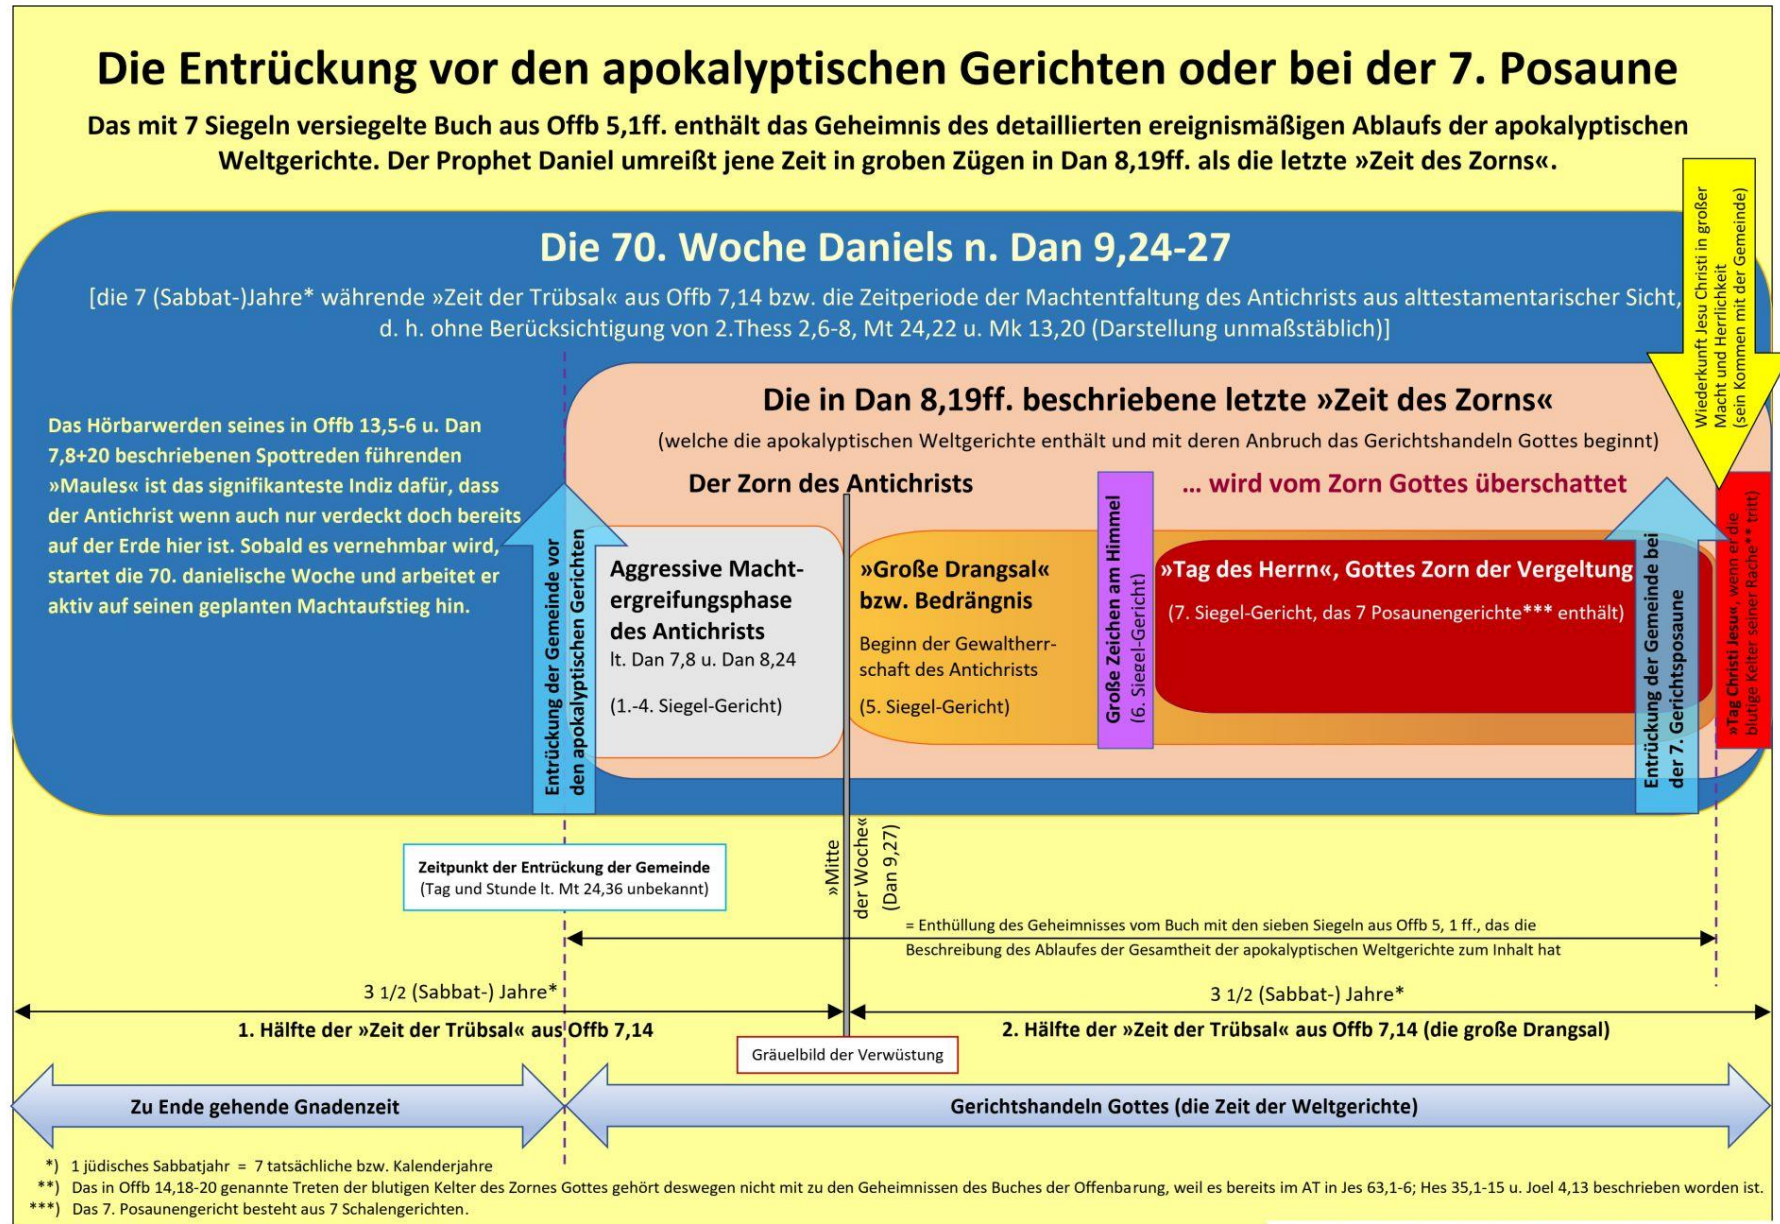 Die Entrückung vor den apokalyptischen Gerichten oder bei der 7. Posaune
Das mit 7 Siegeln versiegelte Buch aus Offb 5,1ff. enthält das Geheimnis des detaillierten ereignismäßigen Ablaufs der apokalyptischen
Weltgerichte. Der Prophet Daniel umreißt jene Zeit in groben Zügen in Dan 8,19ff. als die letzte »Zeit des Zorns«.
Wiederkunft Jesu Christi in großer
Macht und Herrlichkeit
(sein Kommen mit der Gemeinde)
Die 70. Woche Daniels n. Dan 9,24-27
[die 7 (Sabbat-)Jahre* währende »Zeit der Trübsal« aus Offb 7,14 bzw. die Zeitperiode der Machtentfaltung des Antichrists aus alttestamentarischer Sicht,
d. h. ohne Berücksichtigung von 2.Thess 2,6-8, Mt 24,22 u. Mk 13,20 (Darstellung unmaßstäblich)]
Das Hörbarwerden seines in Offb 13,5-6 u. Dan
7,8+20 beschriebenen Spottreden führenden
»Maules« ist das signifikanteste Indiz dafür, dass
der Antichrist wenn auch nur verdeckt doch bereits
auf der Erde hier ist. Sobald es vernehmbar wird,
startet die 70. danielische Woche und arbeitet er
aktiv auf seinen geplanten Machtaufstieg hin.
Die in Dan 8,19ff. beschriebene letzte »Zeit des Zorns«
(welche die apokalyptischen Weltgerichte enthält und mit deren Anbruch das Gerichtshandeln Gottes beginnt)
Der Zorn des Antichrists
... wird vom Zorn Gottes überschattet
Entrückung der Gemeinde vor
den apokalyptischen Gerichten
Aggressive Macht-
ergreifungsphase
des Antichrists
lt. Dan 7,8 u. Dan 8,24
(1.-4. Siegel-Gericht)
»Große Drangsal«
bzw. Bedrängnis
Beginn der Gewaltherr-
schaft des Antichrists
(5. Siegel-Gericht)
Große Zeichen am Himmel
(6. Siegel-Gericht)
»Tag des Herrn«, Gottes Zorn der Vergeltung
(7. Siegel-Gericht, das 7 Posaunengerichte*** enthält)
Entrückung der Gemeinde bei
der 7. Gerichtsposaune
»Tag Christi Jesu«, wenn er die
blutige Kelter seiner Rache** tritt)
Zeitpunkt der Entrückung der Gemeinde
(Tag und Stunde lt. Mt 24,36 unbekannt)
»Mitte
der Woche«
(Dan 9,27)
= Enthüllung des Geheimnisses vom Buch mit den sieben Siegeln aus Offb 5, 1 ff., das die
Beschreibung des Ablaufes der Gesamtheit der apokalyptischen Weltgerichte zum Inhalt hat
3 1/2 (Sabbat-) Jahre*
3 1/2 (Sabbat-) Jahre*
1. Hälfte der »Zeit der Trübsal« aus Offb 7,14
2. Hälfte der »Zeit der Trübsal« aus Offb 7,14 (die große Drangsal)
Gräuelbild der Verwüstung
Zu Ende gehende Gnadenzeit
Gerichtshandeln Gottes (die Zeit der Weltgerichte)
*) 1 jüdisches Sabbatjahr = 7 tatsächliche bzw. Kalenderjahre
**) Das in Offb 14,18-20 genannte Treten der blutigen Kelter des Zornes Gottes gehört deswegen nicht mit zu den Geheimnissen des Buches der Offenbarung, weil es bereits im AT in Jes 63,1-6; Hes 35,1-15 u. Joel 4,13 beschrieben worden ist.
***) Das 7. Posaunengericht besteht aus 7 Schalengerichten.